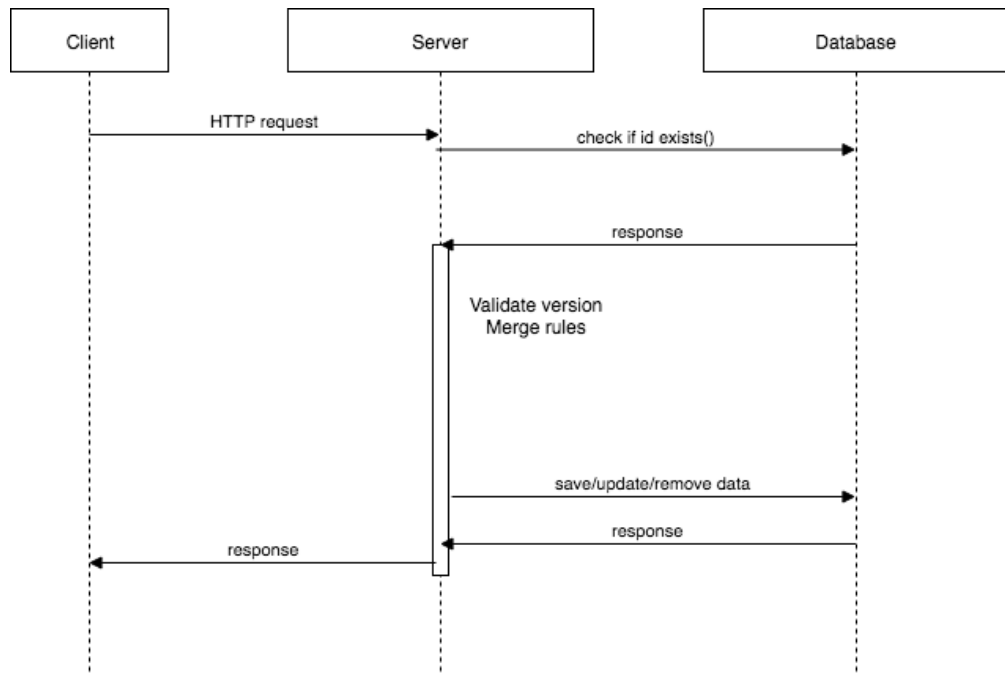 Client
Server
Database
HTTP request
check if id exists()
response
Validate version
Merge rules
save/update/remove data
response
response